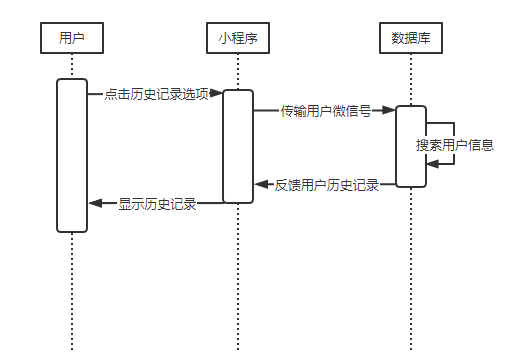 用户
小程序
数据库
点击历史记录选项
传输用户微信号
搜索用户信息
反馈用户历史记录
显示历史记录